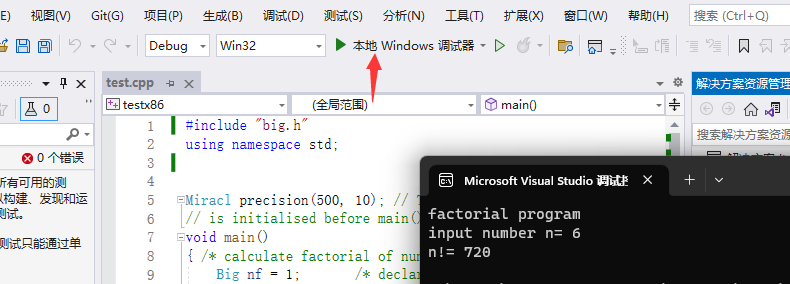 视图(V) Git(G) 项目(P) 生成(B) 调试(D) 测试(S) 分析(N) 工具(T) 扩展(X) 窗口(W) 帮助(H) 搜索 (Ctrl+Q)
Debug Win32 本地 Windows 调试器
test.cpp 解决方案资源管理
0 testx86 (全局范围) main()
搜索解决方案资源
0 个错误
所有可用的测
以构建、发现和运
测试。
测试只能通过单
1 #include "big.h"
2 using namespace std;
3
4
5 Miracl precision(500, 10); //
6 // is initialised before main()
7 void main()
8 { /* calculate factorial of num
9 Big nf = 1; /* declar
Microsoft Visual Studio 调试
factorial program
input number n= 6
n!= 720